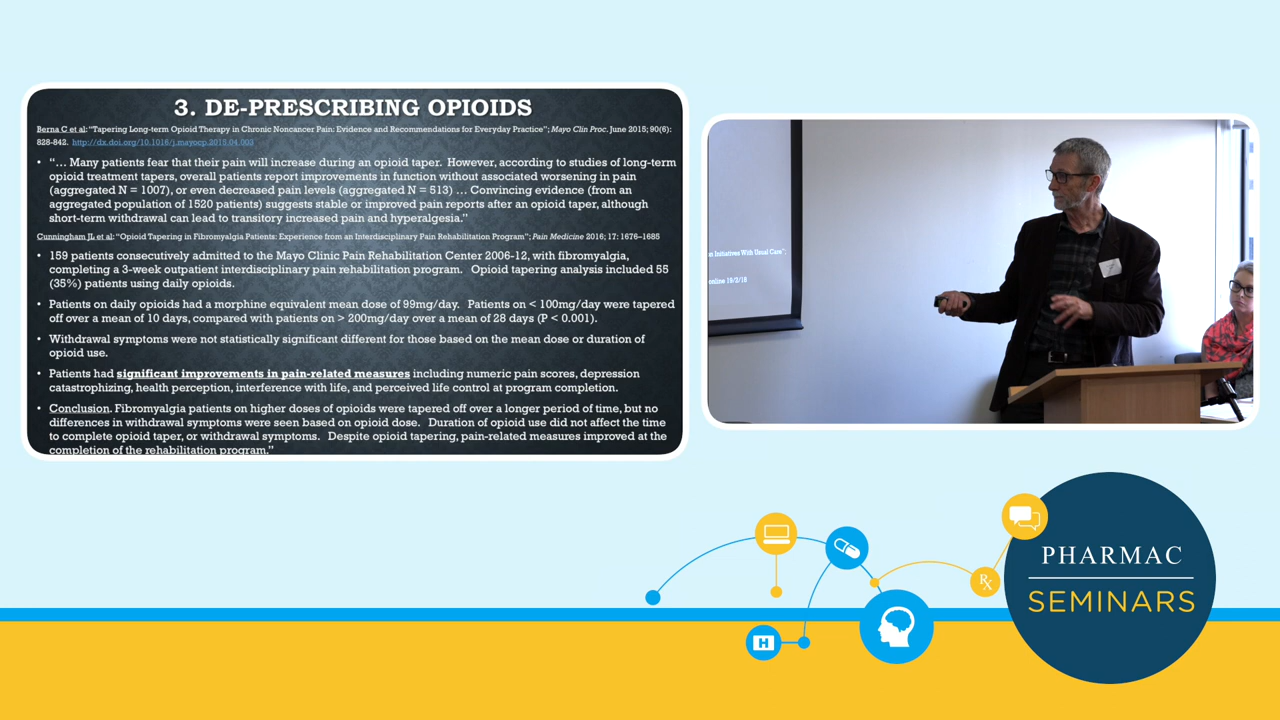 3. DE-PRESCRIBING OPIOIDS
Berna C et al: "Tapering Long-term Opioid Therapy in Chronic Noncancer Pain: Evidence and Recommendations for Everyday Practice"; Mayo Clin Proc. June 2015; 90(6):
828-842. http://dx.doi.org/10.1016/j.mayocp.2015.04.003
• "… Many patients fear that their pain will increase during an opioid taper. However, according to studies of long-term
opioid treatment tapers, overall patients report improvements in function without associated worsening in pain
(aggregated N = 1007), or even decreased pain levels (aggregated N = 513) … Convincing evidence (from an
aggregated population of 1520 patients) suggests stable or improved pain reports after an opioid taper, although
short-term withdrawal can lead to transitory increased pain and hyperalgesia."
Cunningham JL et al: "Opioid Tapering in Fibromyalgia Patients: Experience from an Interdisciplinary Pain Rehabilitation Program"; Pain Medicine 2016; 17: 1676–1685
• 159 patients consecutively admitted to the Mayo Clinic Pain Rehabilitation Center 2006-12, with fibromyalgia,
completing a 3-week outpatient interdisciplinary pain rehabilitation program. Opioid tapering analysis included 55
(35%) patients using daily opioids.
• Patients on daily opioids had a morphine equivalent mean dose of 99mg/day. Patients on < 100mg/day were tapered
off over a mean of 10 days, compared with patients on > 200mg/day over a mean of 28 days (P < 0.001).
• Withdrawal symptoms were not statistically significant different for those based on the mean dose or duration of
opioid use.
• Patients had significant improvements in pain-related measures including numeric pain scores, depression
catastrophizing, health perception, interference with life, and perceived life control at program completion.
• Conclusion. Fibromyalgia patients on higher doses of opioids were tapered off over a longer period of time, but no
differences in withdrawal symptoms were seen based on opioid dose. Duration of opioid use did not affect the time
to complete opioid taper, or withdrawal symptoms. Despite opioid tapering, pain-related measures improved at the
completion of the rehabilitation program."
n Initiatives With Usual Care";
online 19/2/18
H
Rx
PHARMAC
SEMINARS